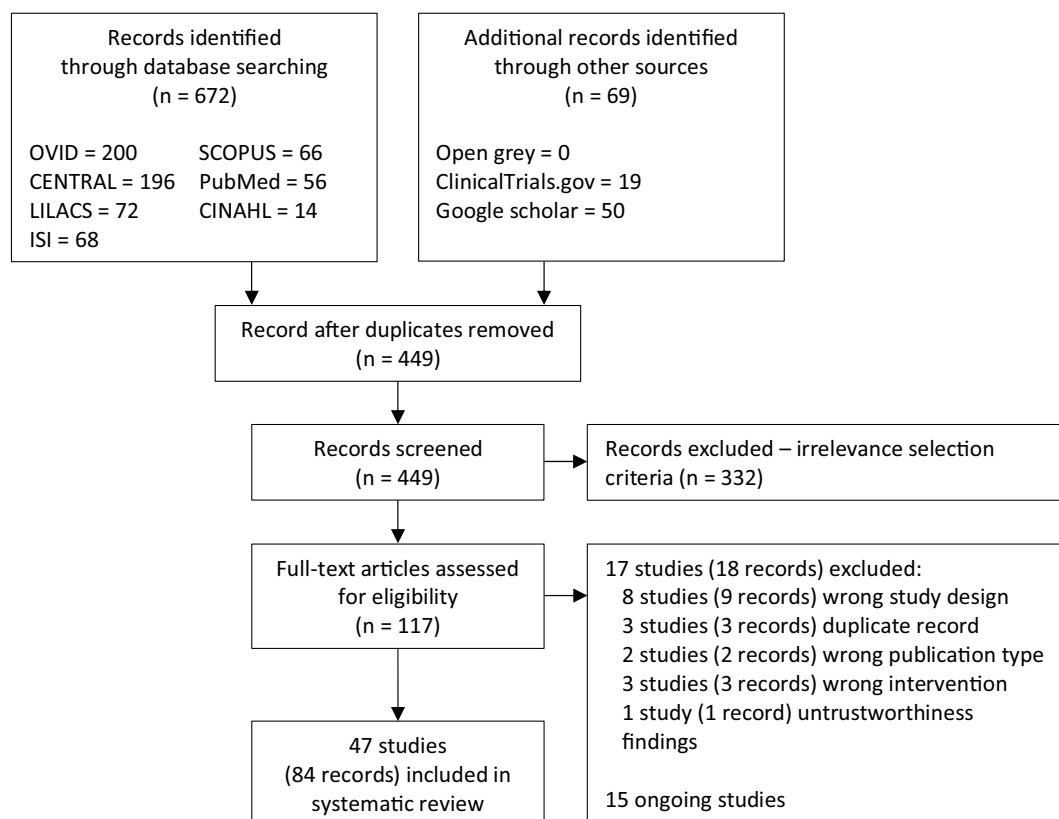 Records identified
through database searching
(n = 672)
OVID = 200
CENTRAL = 196
LILACS = 72
ISI = 68
SCOPUS = 66
PubMed = 56
CINAHL = 14
Additional records identified
through other sources
(n = 69)
Open grey = 0
ClinicalTrials.gov = 19
Google scholar = 50
Record after duplicates removed
(n = 449)
Records screened
(n = 449)
Records excluded – irrelevance selection
criteria (n = 332)
Full-text articles assessed
for eligibility
(n = 117)
17 studies (18 records) excluded:
8 studies (9 records) wrong study design
3 studies (3 records) duplicate record
2 studies (2 records) wrong publication type
3 studies (3 records) wrong intervention
1 study (1 record) untrustworthiness
findings
15 ongoing studies
47 studies
(84 records) included in
systematic review